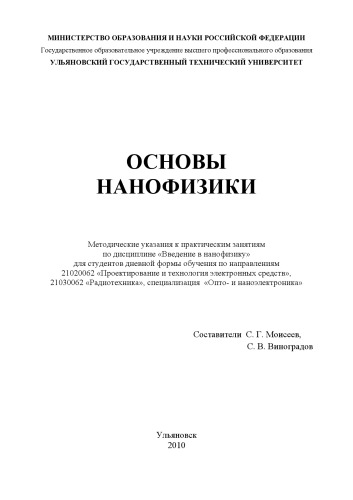 МИНИСТЕРСТВО ОБРАЗОВАНИЯ И НАУКИ РОССИЙСКОЙ ФЕДЕРАЦИИ
Государственное образовательное учреждение высшего профессионального образования
УЛЬЯНОВСКИЙ ГОСУДАРСТВЕННЫЙ ТЕХНИЧЕСКИЙ УНИВЕРСИТЕТ
ОСНОВЫ
НАНОФИЗИКИ
Методические указания к практическим занятиям
по дисциплине «Введение в нанофизику»
для студентов дневной формы обучения по направлениям
21020062 «Проектирование и технология электронных средств»,
21030062 «Радиотехника», специализация «Опто- и наноэлектроника»
Составители С. Г. Моисеев,
С. В. Виноградов
Ульяновск
2010